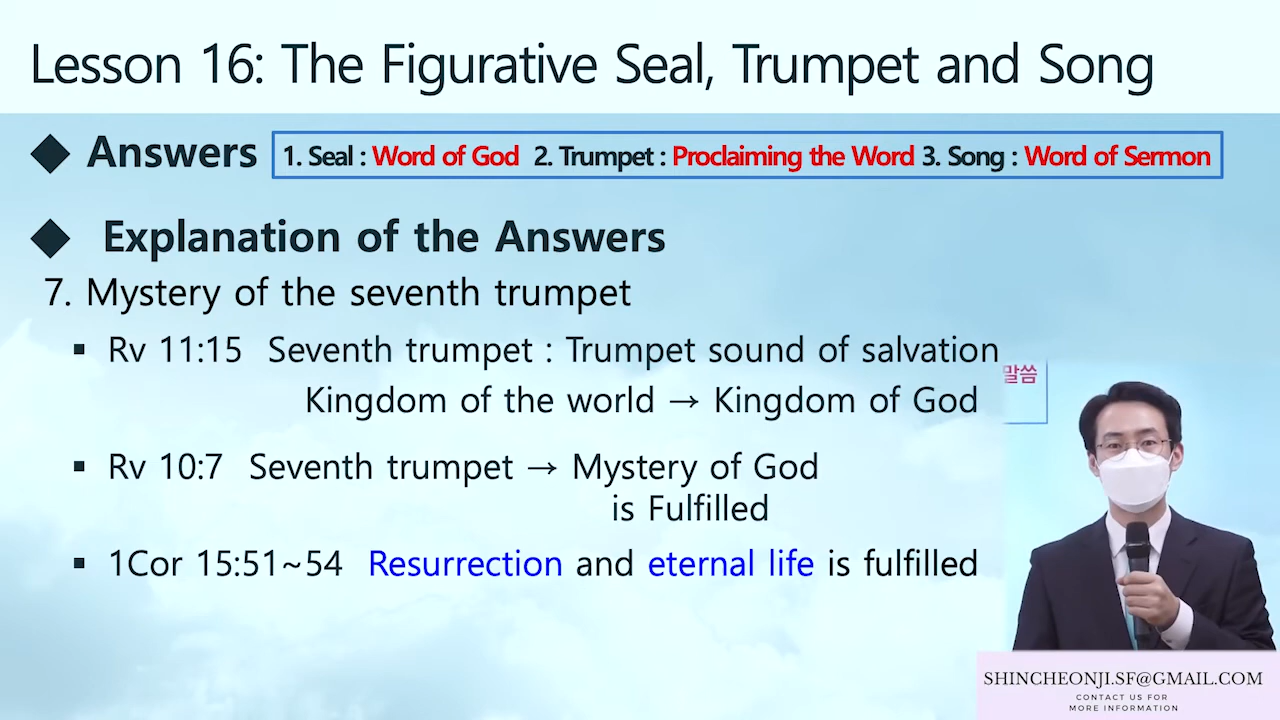 Lesson 16: The Figurative Seal, Trumpet and Song
◆ Answers 1. Seal : Word of God 2. Trumpet : Proclaiming the Word 3. Song : Word of Sermon
◆ Explanation of the Answers
7. Mystery of the seventh trumpet
▪ Rv 11:15 Seventh trumpet : Trumpet sound of salvation
Kingdom of the world → Kingdom of God
말씀
▪ Rv 10:7 Seventh trumpet → Mystery of God
is Fulfilled
▪ 1Cor 15:51~54 Resurrection and eternal life is fulfilled
SHINCHEONJI.SF@GMAIL.COM
CONTACT US FOR
MORE INFORMATION